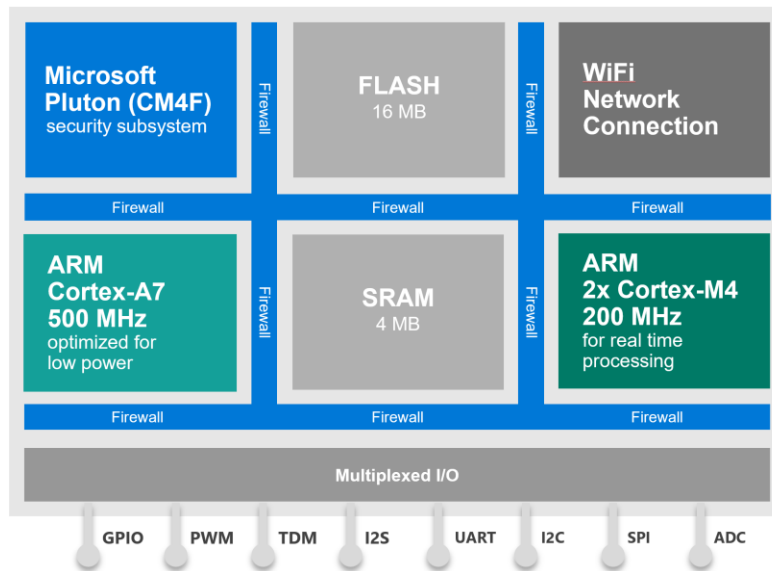 Microsoft
Pluton (CM4F)
security subsystem
Firewall
FLASH
16 MB
Firewall
WiFi
Network
Connection
Firewall
Firewall
Firewall
ARM
Cortex-A7
500 MHz
optimized for
low power
Firewall
SRAM
4 MB
Firewall
ARM
2x Cortex-M4
200 MHz
for real time
processing
Firewall
Firewall
Firewall
Multiplexed I/O
GPIO
PWM
TDM
I2S
UART
I2C
SPI
ADC